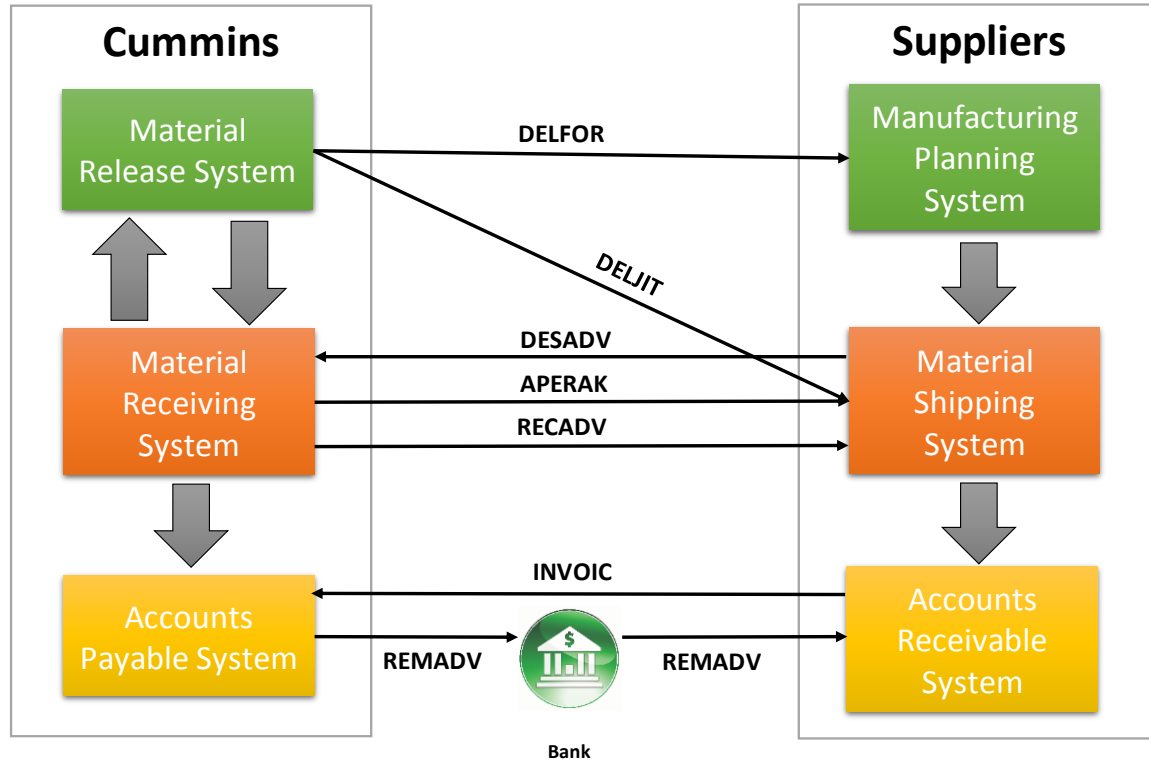 Cummins
Suppliers
Material
Release System
DELFOR
Manufacturing
Planning
System
DELJIT
Material
Receiving
System
DESADV
APERAK
RECADV
Material
Shipping
System
Accounts
Payable System
INVOIC
$
REMADV
REMADV
Bank
Accounts
Receivable
System